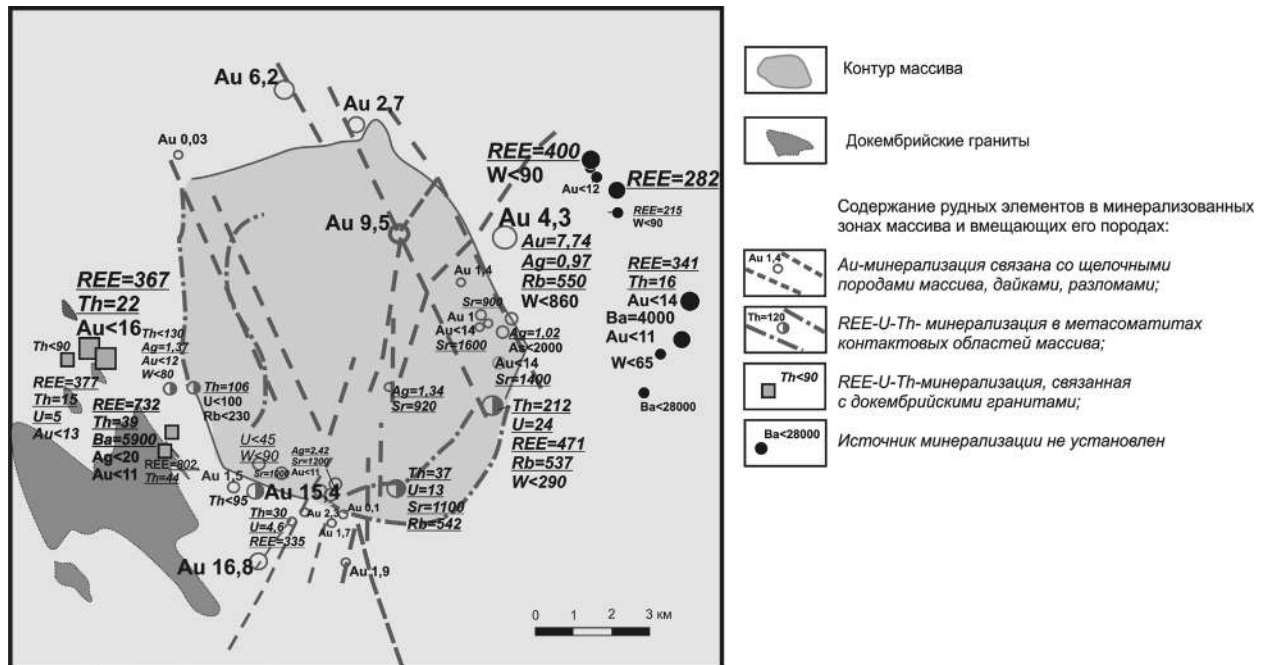 Au 6,2
Au 2,7
Au 0,03
REE=400
W<90
Au<12
REE=282
REE=215
W<90
Au 9,5
Au 4,3
Au=7,74
Ag=0,97
Rb=550
W<860
Au 1,4
Sr=900
Au 1
Au<14
Sr=1600
Ag=1,02
As<2000
Au<14
Sr=1400
REE=341
Th=16
Au<14
Ba=4000
Au<11
W<65
Ba<28000
REE=367
Th=22
Au<16
Th<90
Th<130
Ag=1,37
Au<12
W<80
REE=377
Th=15
U=5
Au<13
REE=732
Th=39
Ba=5900
Ag<20
Au<11
REE=802
Th=44
Th=106
U<100
Rb<230
Ag=1,34
Sr=920
Th=212
U=24
REE=471
Rb=537
W<290
U<45
W<90
Sr=1000
Ag=2,42
Sr=1200
Au<11
Au 1,5
Th<95
Au 15,4
Th=37
U=13
Sr=1100
Rb=542
Th=30
U=4,6
REE=335
Au 2,3
Au 0,1
Au 1,7
Au 16,8
Au 1,9
0 1 2 3 км
Контур массива
Докембрийские граниты
Содержание рудных элементов в минерализованных
зонах массива и вмещающих его породах:
Au 1,4
Au-минерализация связана со щелочными
породами массива, дайками, разломами;
Th=120
REE-U-Th- минерализация в метасоматитах
контактовых областей массива;
Th<90
REE-U-Th-минерализация, связанная
с докембрийскими гранитами;
Ba<28000
Источник минерализации не установлен